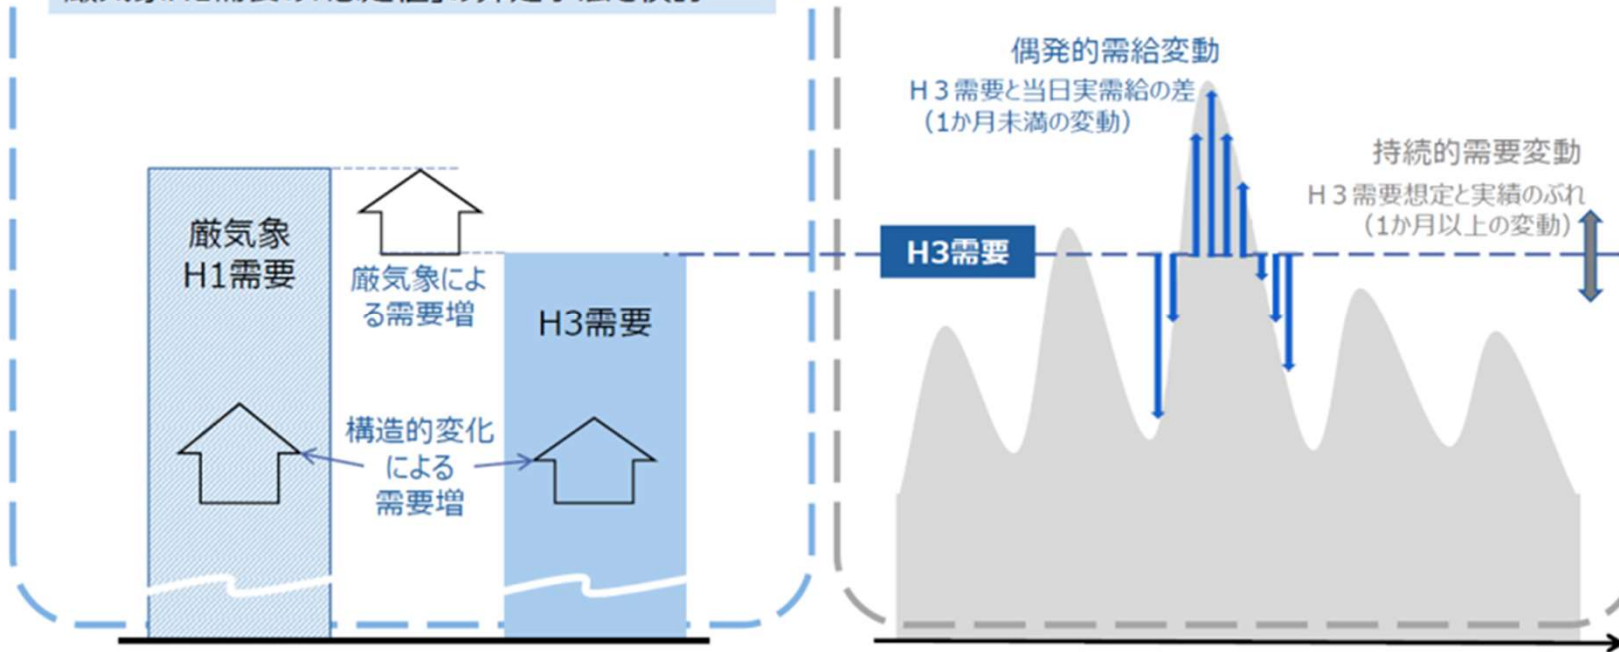 厳気象
H1需要
厳気象によ
る需要増
H3需要
構造的変化
による
需要増
偶発的需給変動
H3需要と当日実需給の差
(1か月未満の変動)
持続的需要変動
H3需要想定と実績のぶれ
(1か月以上の変動)
H3需要